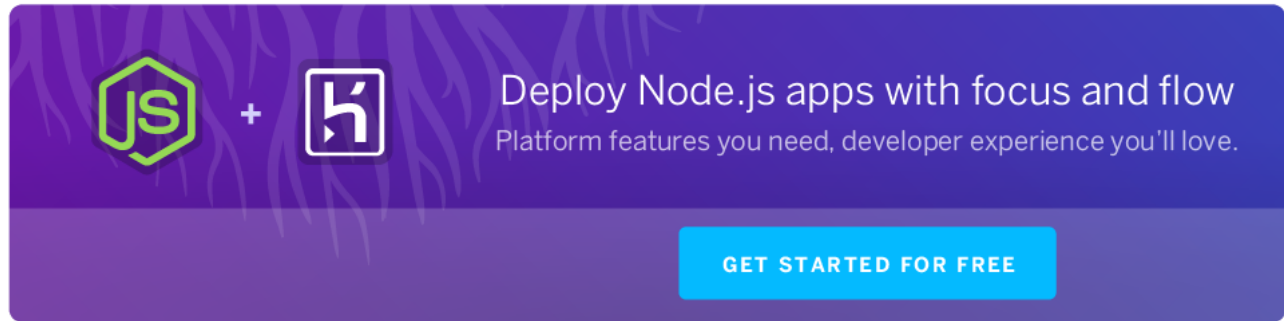 JS
+
Deploy Node.js apps with focus and flow
Platform features you need, developer experience you'll love.
GET STARTED FOR FREE